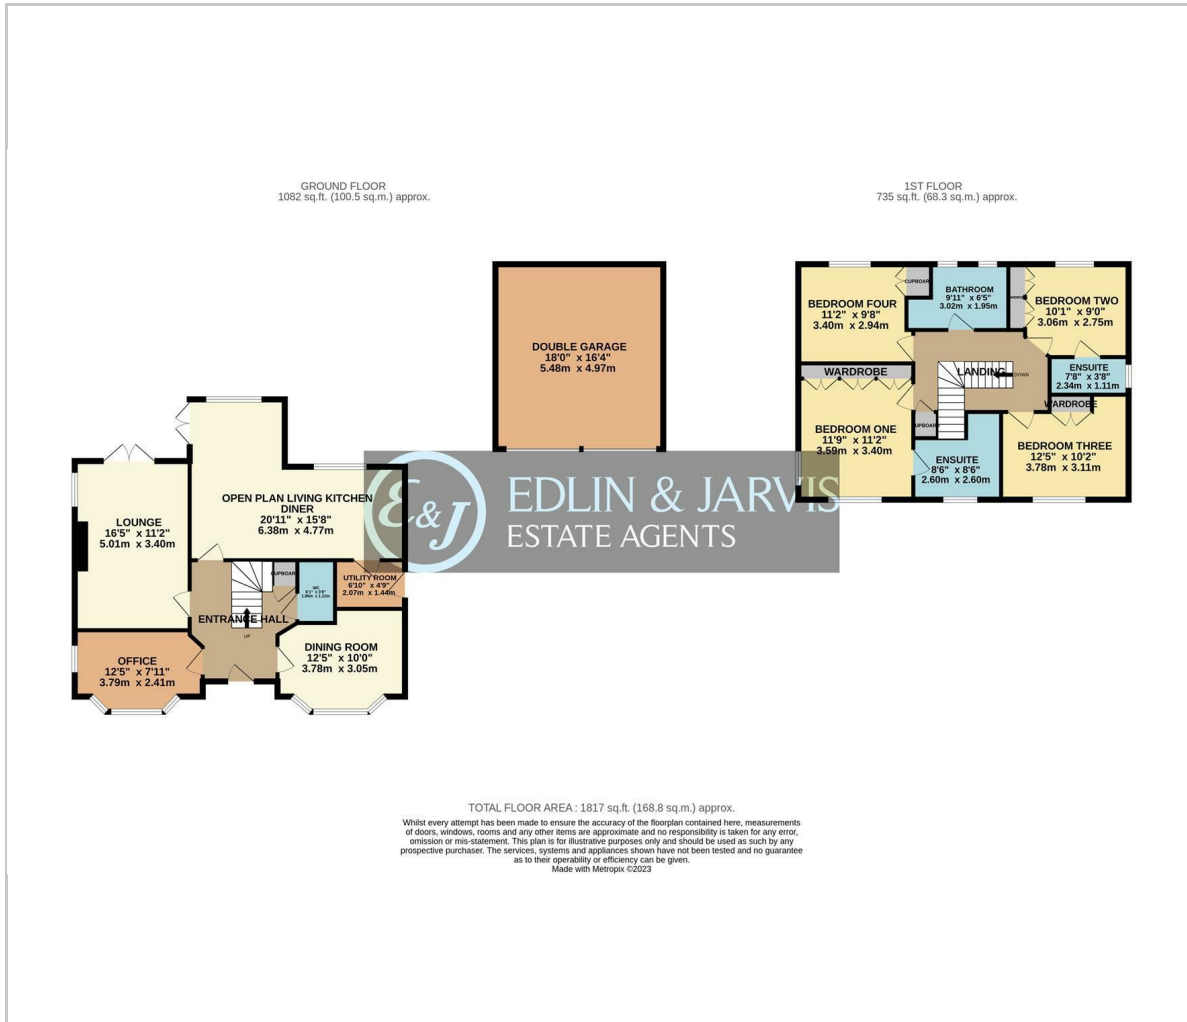 GROUND FLOOR
1082 sq.ft. (100.5 sq.m.) approx.
1ST FLOOR
735 sq.ft. (68.3 sq.m.) approx.
DOUBLE GARAGE
18'0" x 16'4"
5.48m x 4.97m
BEDROOM FOUR
11'2" x 9'8"
3.40m x 2.94m
CUPBOARD
BATHROOM
9'11" x 6'5"
3.02m x 1.95m
BEDROOM TWO
10'1" x 9'0"
3.06m x 2.75m
WARDROBE
LANDING
DOWN
ENSUITE
7'8" x 3'8"
2.34m x 1.11m
WARDROBE
BEDROOM ONE
11'9" x 11'2"
3.59m x 3.40m
CUPBOARD
ENSUITE
8'6" x 8'6"
2.60m x 2.60m
BEDROOM THREE
12'5" x 10'2"
3.78m x 3.11m
OPEN PLAN LIVING KITCHEN
DINER
20'11" x 15'8"
6.38m x 4.77m
LOUNGE
16'5" x 11'2"
5.01m x 3.40m
E&J
EDLIN & JARVIS
ESTATE AGENTS
CUPBOARD
WC
UTILITY ROOM
6'10" x 4'9"
2.07m x 1.44m
ENTRANCE HALL
UP
OFFICE
12'5" x 7'11"
3.79m x 2.41m
DINING ROOM
12'5" x 10'0"
3.78m x 3.05m
TOTAL FLOOR AREA : 1817 sq.ft. (168.8 sq.m.) approx.
Whilst every attempt has been made to ensure the accuracy of the floorplan contained here, measurements
of doors, windows, rooms and any other items are approximate and no responsibility is taken for any error,
omission or mis-statement. This plan is for illustrative purposes only and should be used as such by any
prospective purchaser. The services, systems and appliances shown have not been tested and no guarantee
as to their operability or efficiency can be given.
Made with Metropix ©2023